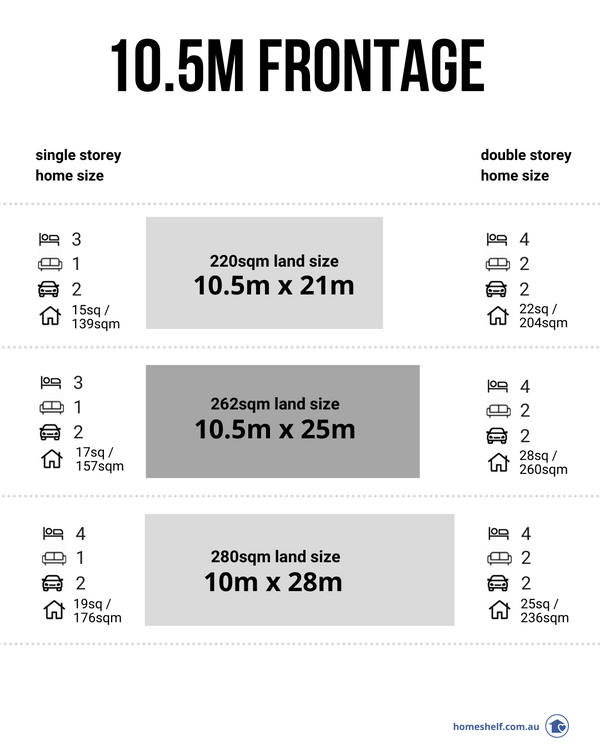 10.5M FRONTAGE
single storey
home size
double storey
home size
3
1
2
15sq /
139sqm
220sqm land size
10.5m x 21m
4
2
2
22sq /
204sqm
3
1
2
17sq /
157sqm
262sqm land size
10.5m x 25m
4
2
2
28sq /
260sqm
4
1
2
19sq /
176sqm
280sqm land size
10m x 28m
4
2
2
25sq /
236sqm
homeshelf.com.au